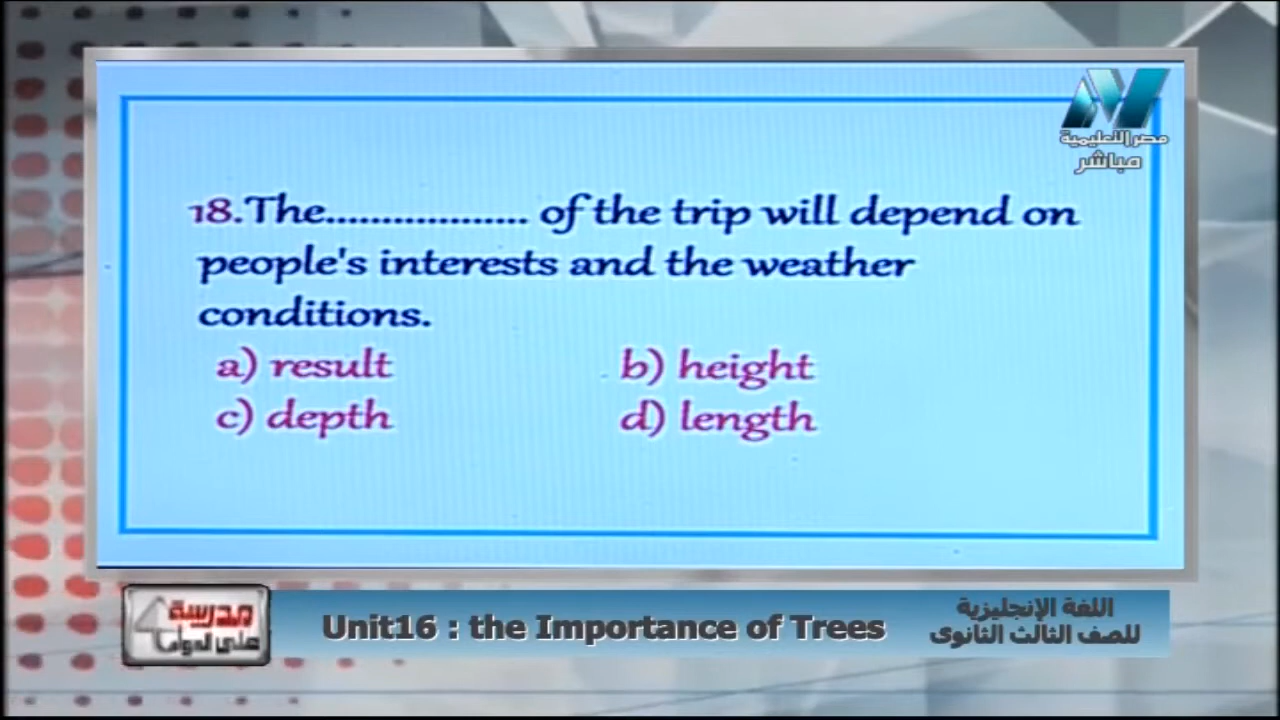 مصر التعليمية
مباشر
18.The.................. of the trip will depend on
people's interests and the weather
conditions.
a) result b) height
c) depth d) length
مدرسة
على الهواء
Unit16 : the Importance of Trees
اللغة الإنجليزية
للصف الثالث الثانوى